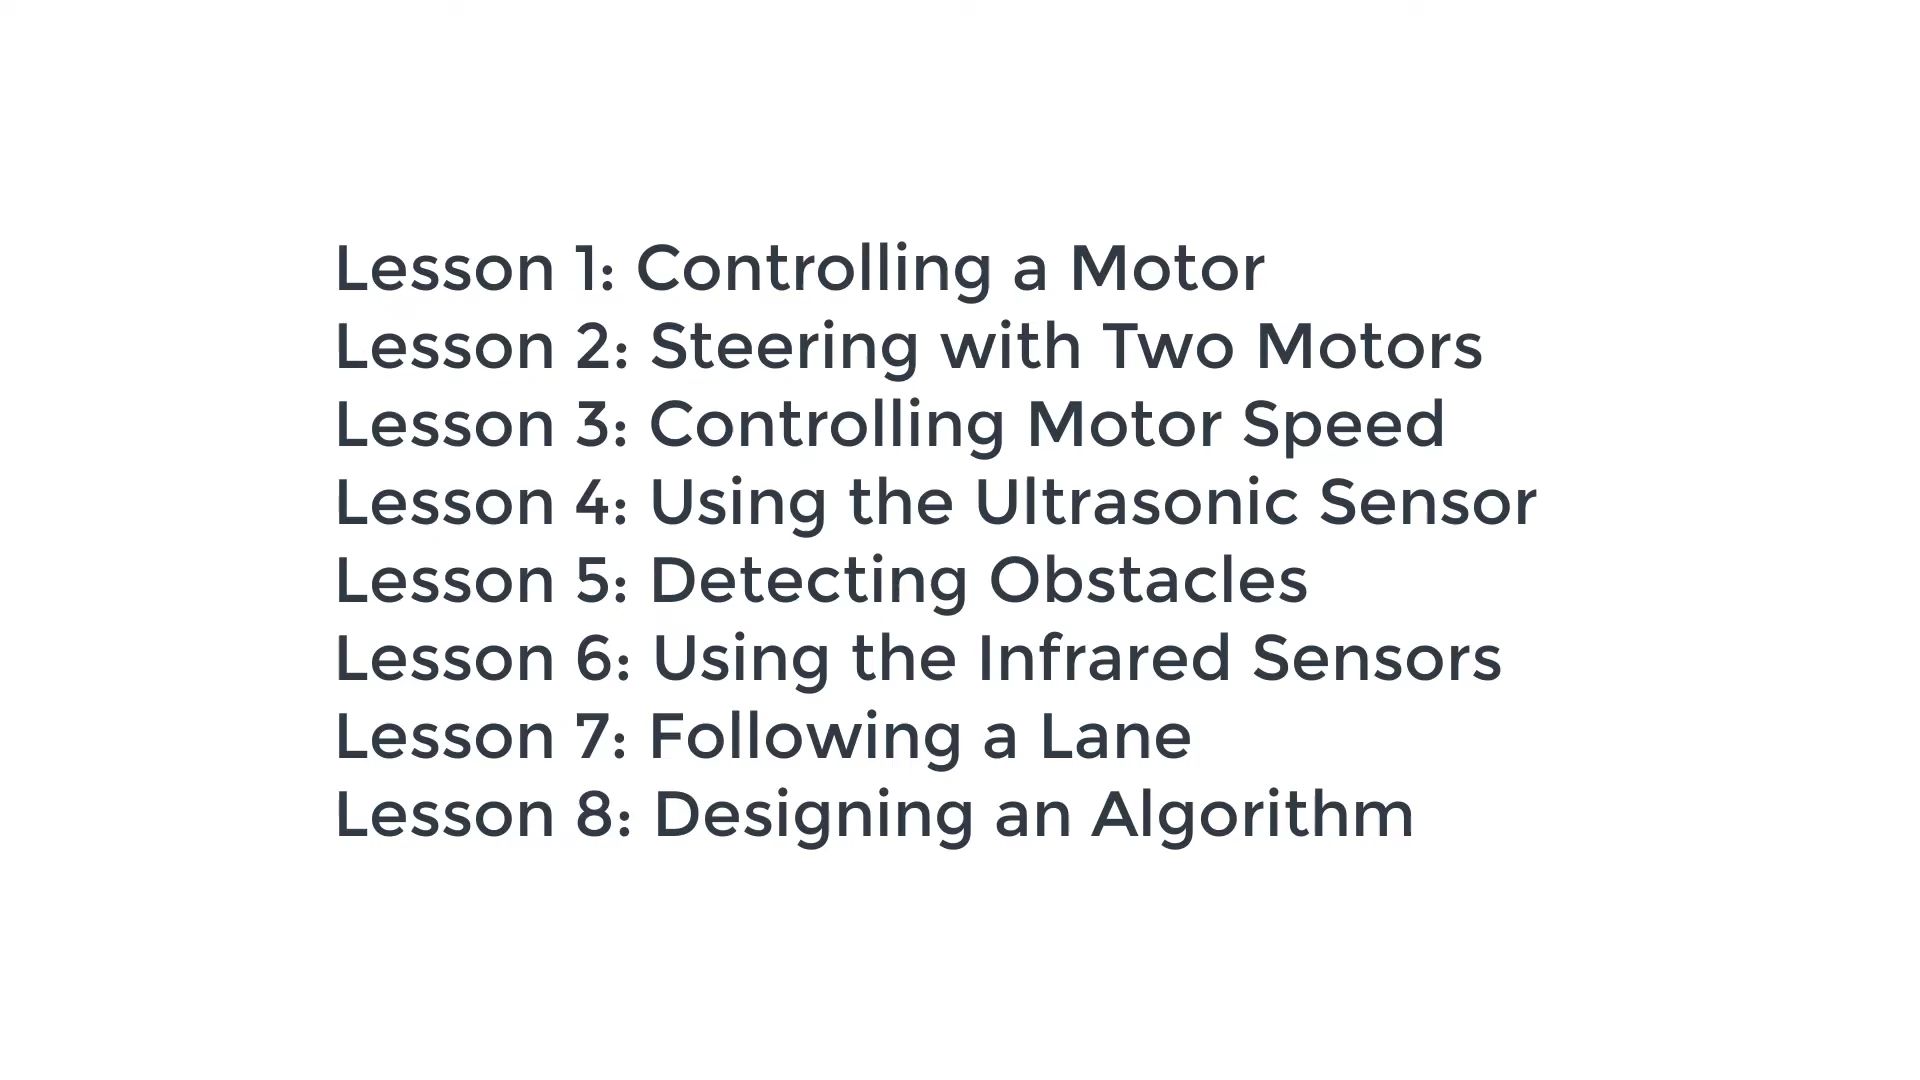 Lesson 1: Controlling a Motor
Lesson 2: Steering with Two Motors
Lesson 3: Controlling Motor Speed
Lesson 4: Using the Ultrasonic Sensor
Lesson 5: Detecting Obstacles
Lesson 6: Using the Infrared Sensors
Lesson 7: Following a Lane
Lesson 8: Designing an Algorithm